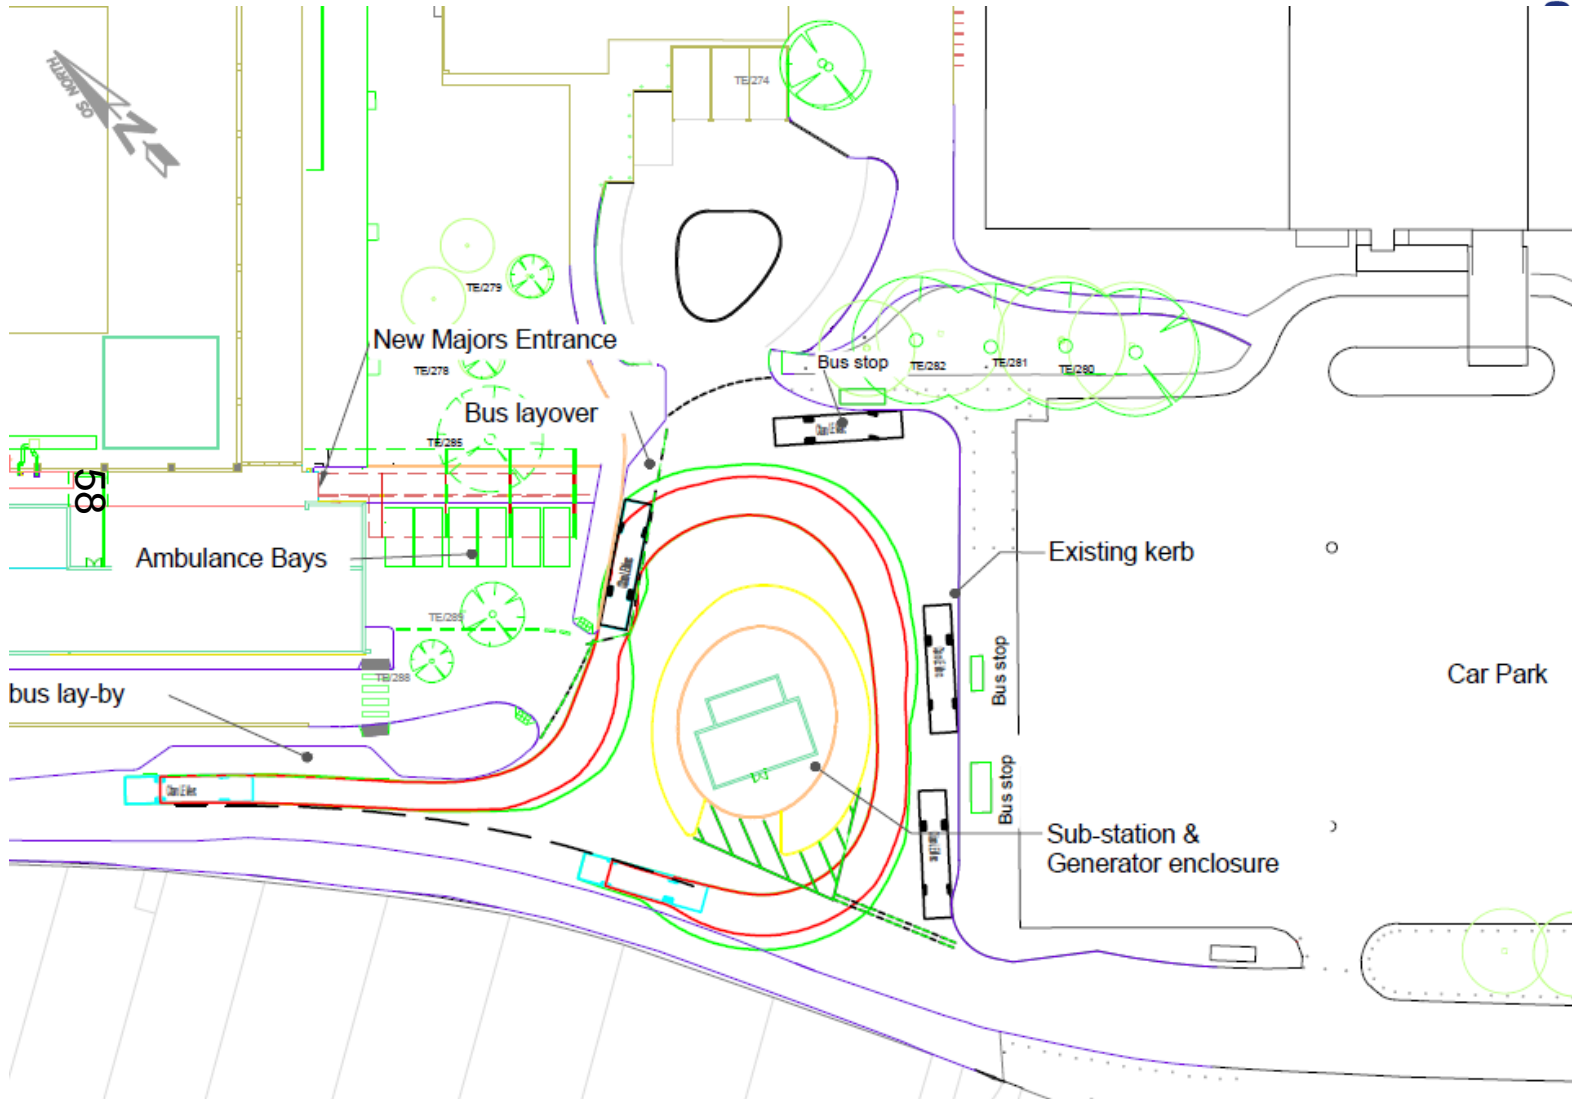 TE/274
OS NORTH
N
TE/279
New Majors Entrance
TE/278
Bus stop
TE/282
TE/281
TE/280
Bus layover
TE/285
58
Ambulance Bays
Existing kerb
TE/288
bus lay-by
Bus stop
Car Park
Bus stop
Sub-station &
Generator enclosure